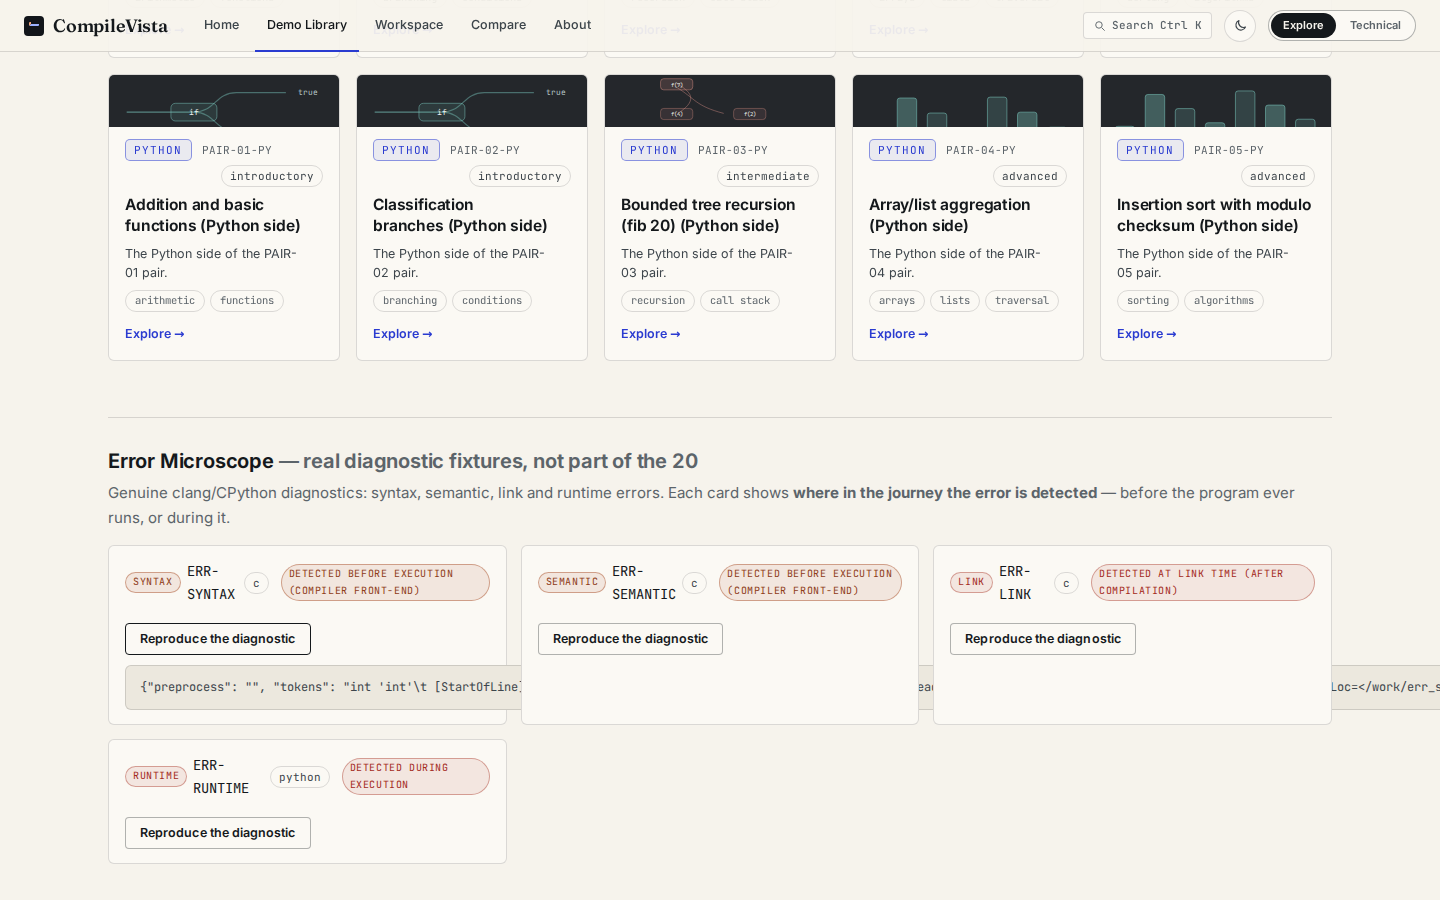 CompileVista
Home
Demo Library
Workspace
Compare
About
Search Ctrl K
Explore
Technical
true
if
true
if
f(5)
f(4)
f(2)
PYTHON PAIR-01-PY
introductory
Addition and basic
functions (Python side)
The Python side of the PAIR-
01 pair.
arithmetic functions
Explore →
PYTHON PAIR-02-PY
introductory
Classification
branches (Python side)
The Python side of the PAIR-
02 pair.
branching conditions
Explore →
PYTHON PAIR-03-PY
intermediate
Bounded tree recursion
(fib 20) (Python side)
The Python side of the PAIR-
03 pair.
recursion call stack
Explore →
PYTHON PAIR-04-PY
advanced
Array/list aggregation
(Python side)
The Python side of the PAIR-
04 pair.
arrays lists traversal
Explore →
PYTHON PAIR-05-PY
advanced
Insertion sort with modulo
checksum (Python side)
The Python side of the PAIR-
05 pair.
sorting algorithms
Explore →
Error Microscope — real diagnostic fixtures, not part of the 20
Genuine clang/CPython diagnostics: syntax, semantic, link and runtime errors. Each card shows where in the journey the error is detected — before the program ever
runs, or during it.
SYNTAX
ERR-
SYNTAX
c
DETECTED BEFORE EXECUTION
(COMPILER FRONT-END)
Reproduce the diagnostic
{"preprocess": "", "tokens": "int 'int'\t [StartOfLine]
SEMANTIC
ERR-
SEMANTIC
c
DETECTED BEFORE EXECUTION
(COMPILER FRONT-END)
Reproduce the diagnostic
LINK
ERR-
LINK
c
DETECTED AT LINK TIME (AFTER
COMPILATION)
Reproduce the diagnostic
Loc=</work/err_s
RUNTIME
ERR-
RUNTIME
python
DETECTED DURING
EXECUTION
Reproduce the diagnostic